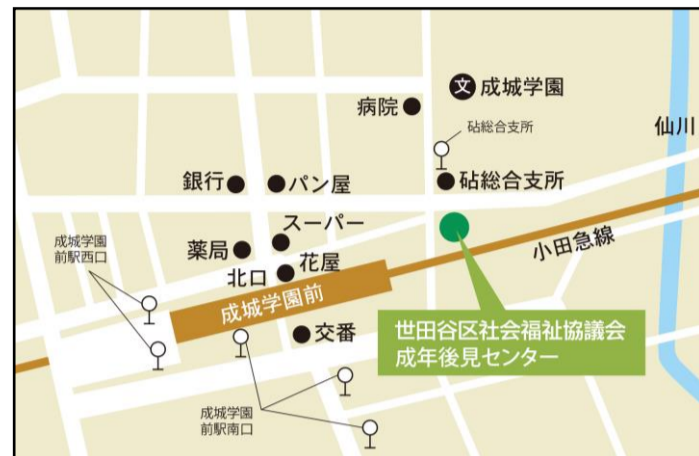 文 成城学園
病院
砧総合支所
仙川
銀行
パン屋
砧総合支所
スーパー
成城学園
前駅西口
薬局
花屋
北口
小田急線
成城学園前
世田谷区社会福祉協議会
成年後見センター
交番
成城学園
前駅南口